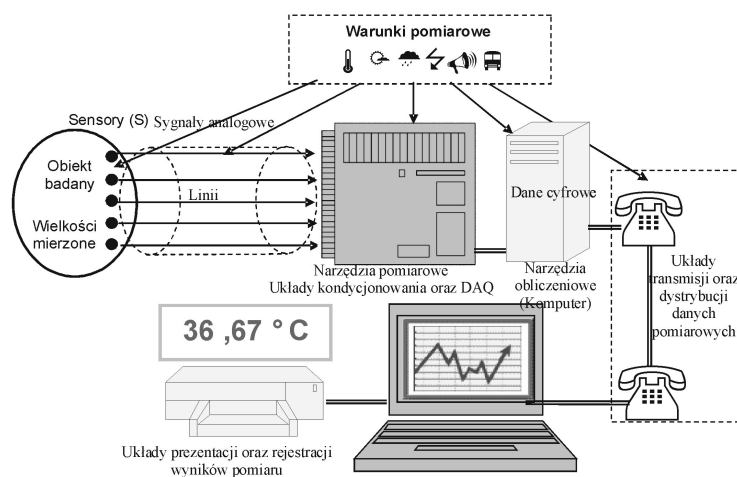 Warunki pomiarowe
Sensory (S)
Sygnały analogowe
Obiekt
badany
Wielkości
mierzone
Linii
Narzędzia pomiarowe
Układy kondycjonowania oraz DAQ
Dane cyfrowe
Narzędzia
obliczeniowe
(Komputer)
Układy
transmisji oraz
dystrybucji
danych
pomiarowych
36 ,67 ° C
Układy prezentacji oraz rejestracji
wyników pomiaru